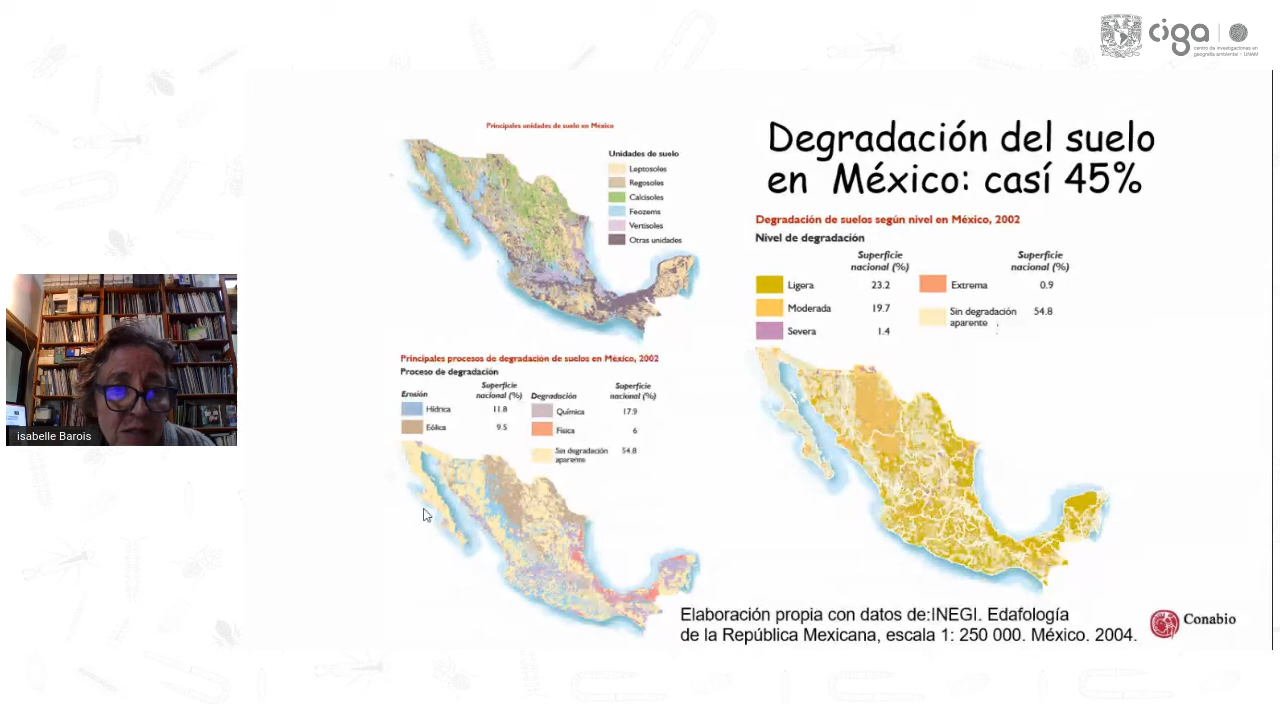 ciga
centro de investigaciones en
geografía ambiental - UNAM
Principales unidades de suelo en México
Unidades de suelo
Leptosoles
Regosoles
Calcisoles
Feozems
Vertisoles
Otras unidades
Degradación del suelo
en México: casí 45%
Degradación de suelos según nivel en México, 2002
Nivel de degradación
Superficie
nacional (%)
Ligera 23.2
Moderada 19.7
Severa 1.4
Superficie
nacional (%)
Extrema 0.9
Sin degradación 54.8
aparente
Principales procesos de degradación de suelos en México, 2002
Proceso de degradación
Erosión
Superficie
nacional (%)
Hídrica 11.8
Eólica 9.5
Degradación
Superficie
nacional (%)
Química 17.9
Física 6
Sin degradación 54.8
aparente
isabelle Barois
Elaboración propia con datos de:INEGI. Edafología
de la República Mexicana, escala 1: 250 000. México. 2004.
Conabio